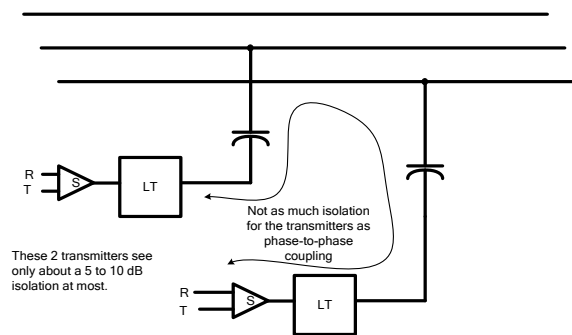 R
T
S
LT
Not as much isolation
for the transmitters as
phase-to-phase
coupling
These 2 transmitters see
only about a 5 to 10 dB
isolation at most.
R
T
S
LT